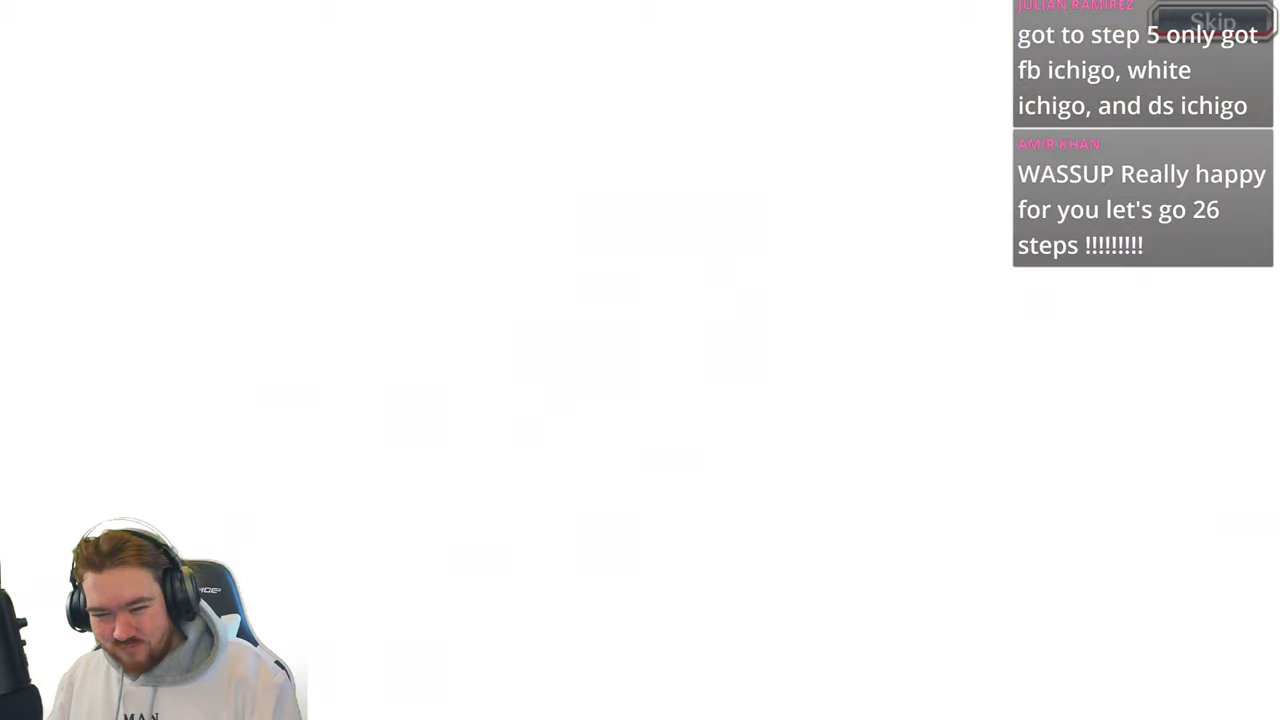 JULIAN RAMIREZ
Skip
got to step 5 only got
fb ichigo, white
ichigo, and ds ichigo
AMIR KHAN
WASSUP Really happy
for you let's go 26
steps !!!!!!!!!
MAN